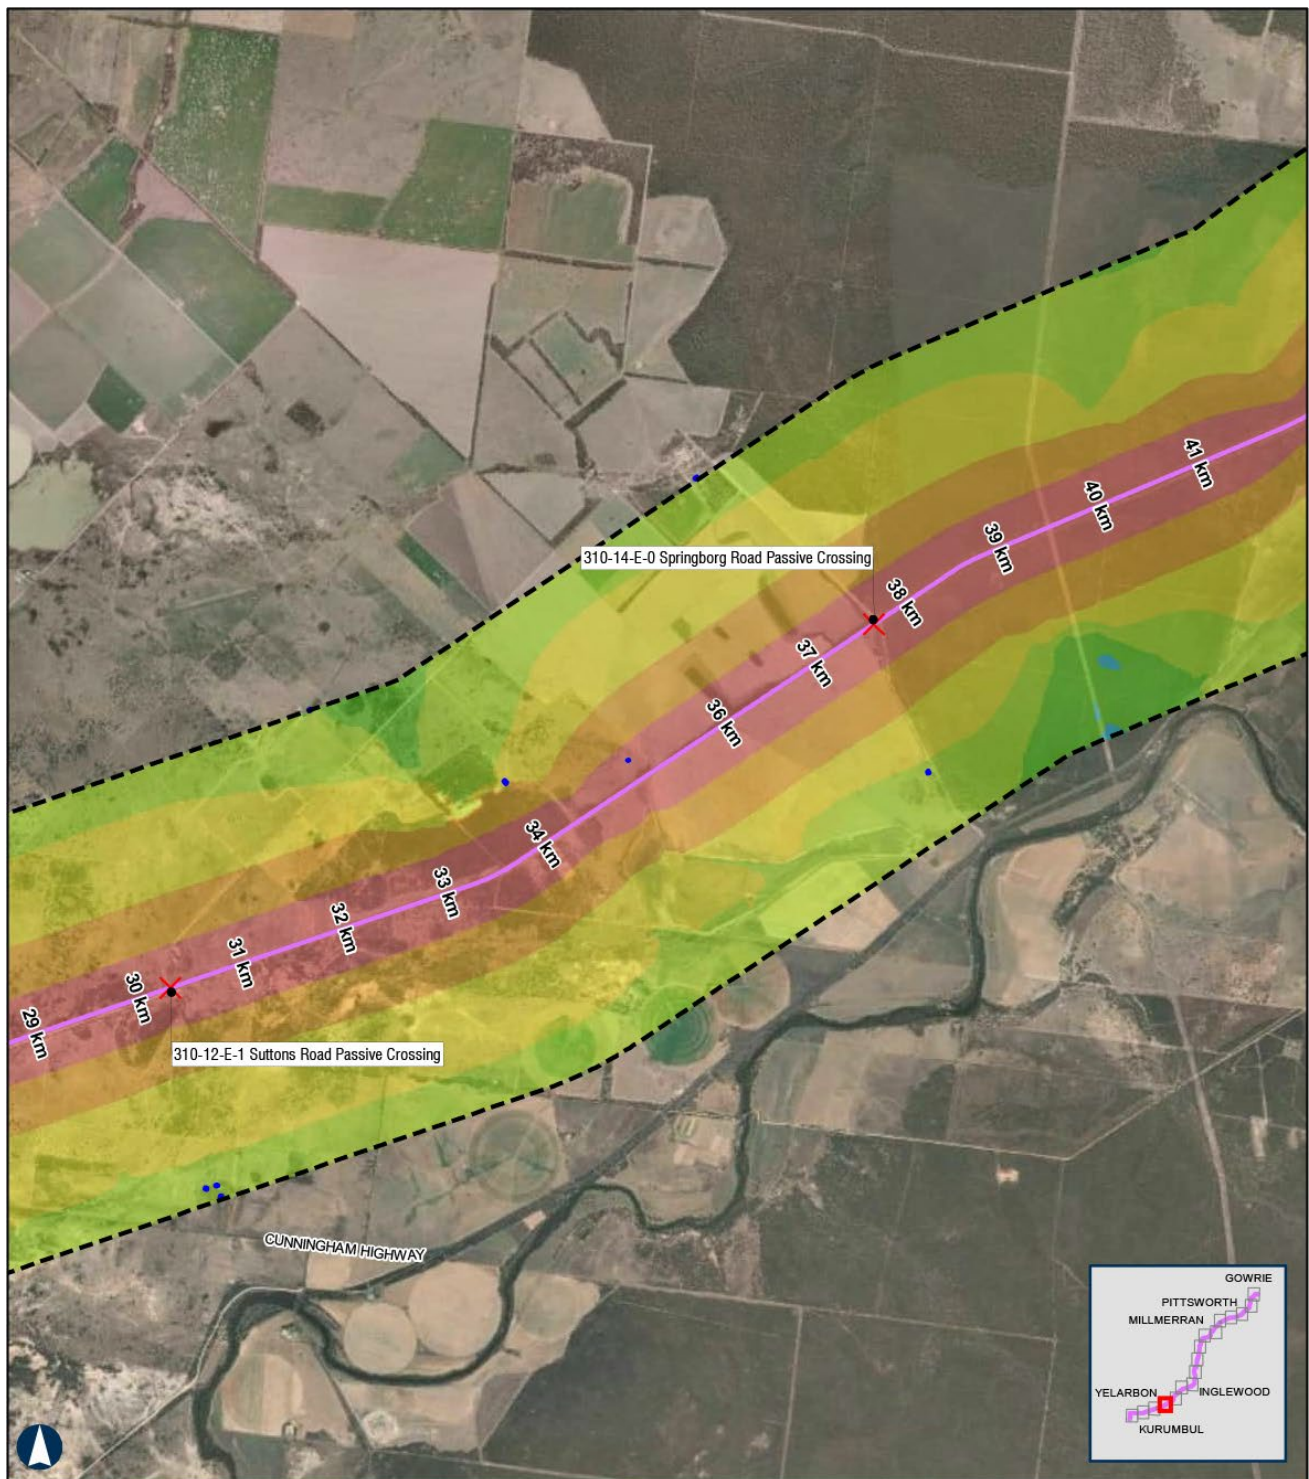 41 km
40 km
39 km
310-14-E-0 Springborg Road Passive Crossing
38 km
37 km
36 km
34 km
33 km
32 km
31 km
30 km
29 km
310-12-E-1 Suttons Road Passive Crossing
CUNNINGHAM HIGHWAY
GOWRIE
PITTSWORTH
MILLMERRAN
YELARBON
INGLEWOOD
KURUMBUL